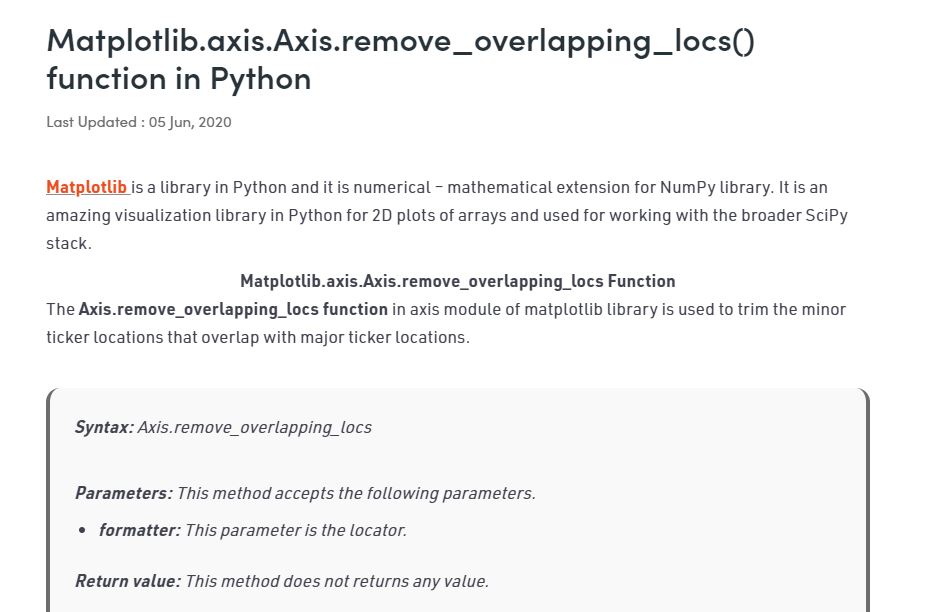 Matplotlib.axis.Axis.remove_overlapping_locs()
function in Python
Last Updated : 05 Jun, 2020
Matplotlib is a library in Python and it is numerical – mathematical extension for NumPy library. It is an
amazing visualization library in Python for 2D plots of arrays and used for working with the broader SciPy
stack.
Matplotlib.axis.Axis.remove_overlapping_locs Function
The Axis.remove_overlapping_locs function in axis module of matplotlib library is used to trim the minor
ticker locations that overlap with major ticker locations.
Syntax: Axis.remove_overlapping_locs
Parameters: This method accepts the following parameters.
• formatter: This parameter is the locator.
Return value: This method does not returns any value.